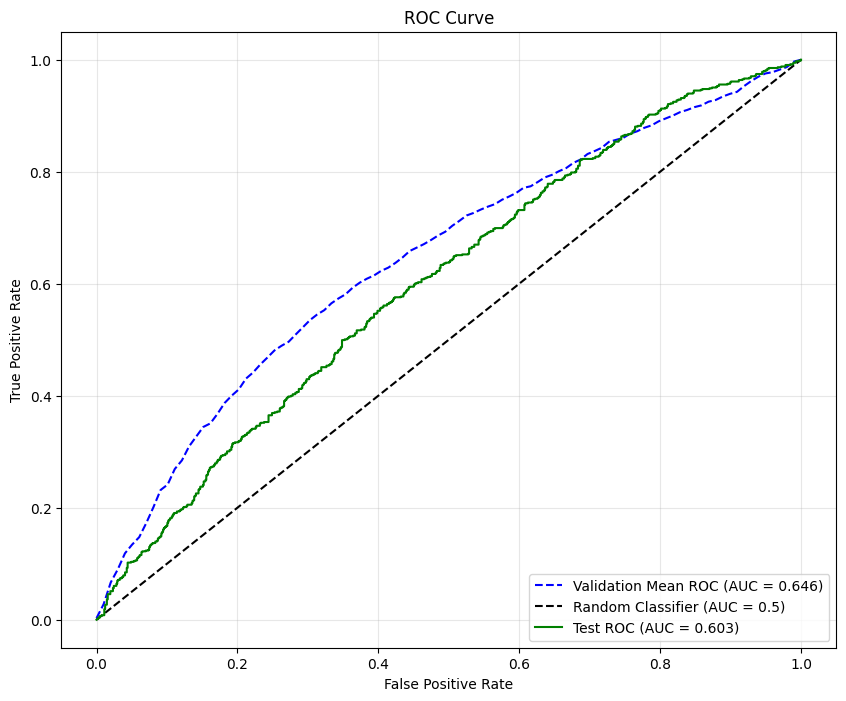 ROC Curve
True Positive Rate
1.0
0.8
0.6
0.4
0.2
0.0
0.0 0.2 0.4 0.6 0.8 1.0
False Positive Rate
Validation Mean ROC (AUC = 0.646)
Random Classifier (AUC = 0.5)
Test ROC (AUC = 0.603)